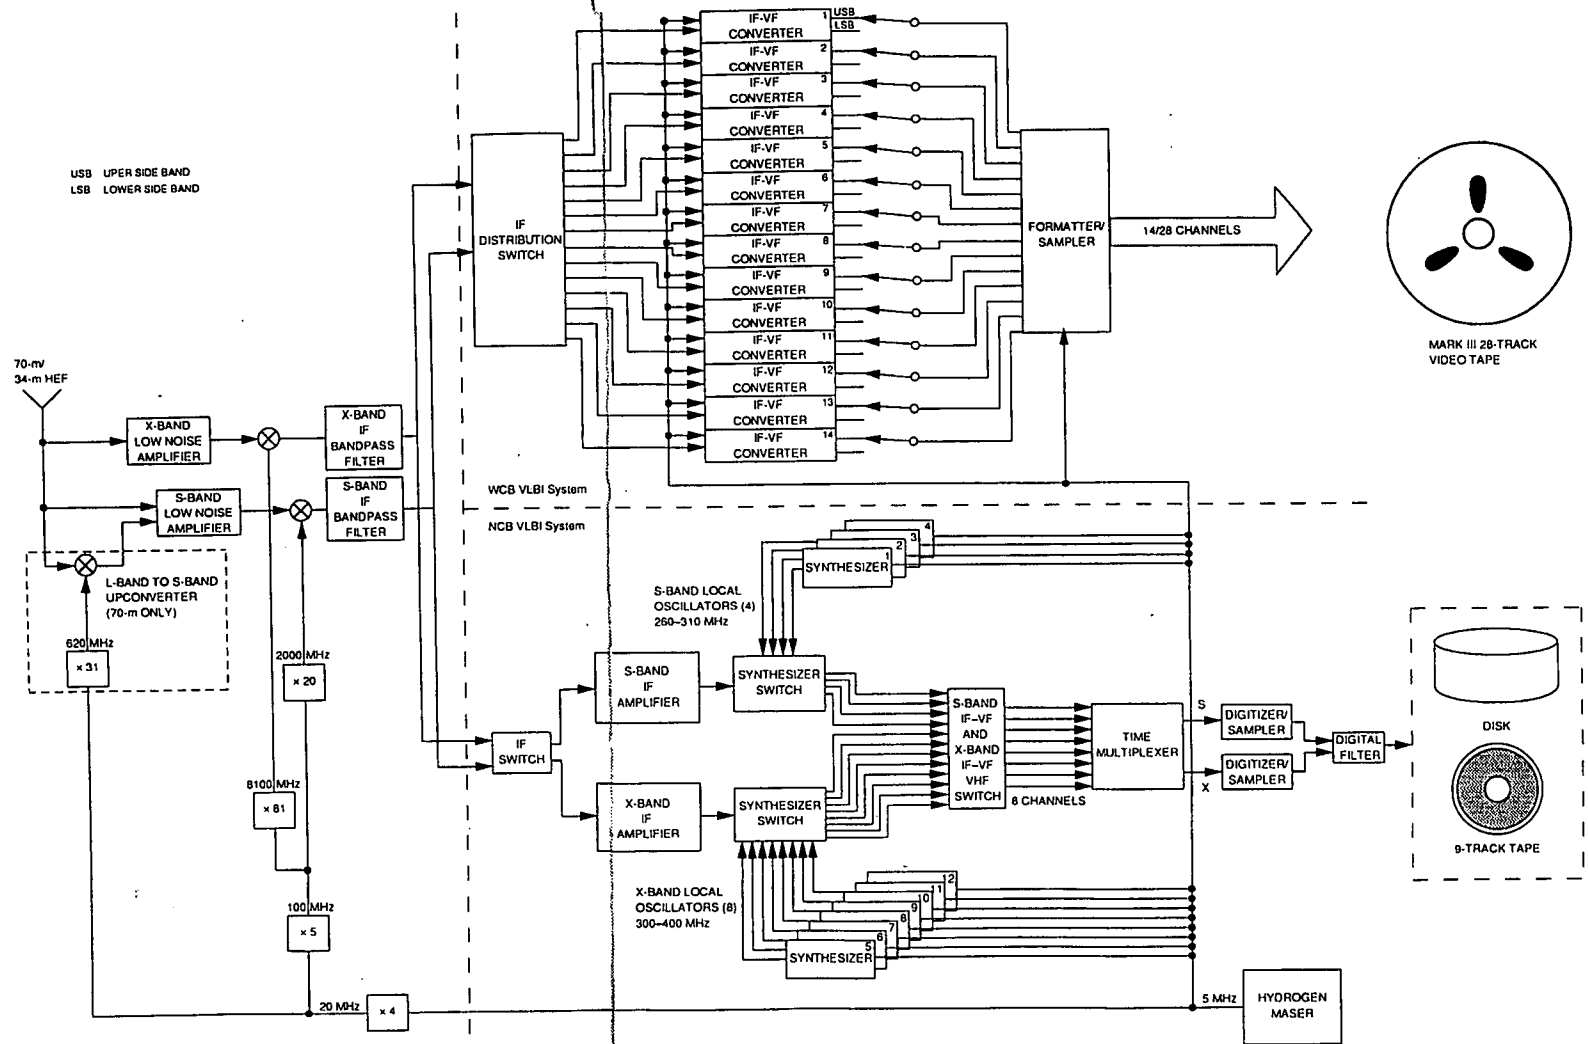 USB UPER SIDE BAND
LSB LOWER SIDE BAND
70-m/
34-m HEF
X-BAND
LOW NOISE
AMPLIFIER
S-BAND
LOW NOISE
AMPLIFIER
X-BAND
IF
BANDPASS
FILTER
S-BAND
IF
BANDPASS
FILTER
L-BAND TO S-BAND
UPCONVERTER
(70-m ONLY)
620 MHz
× 31
2000 MHz
× 20
8100 MHz
× 81
100 MHz
× 5
20 MHz
× 4
IF
DISTRIBUTION
SWITCH
IF-VF 1
CONVERTER
USB
LSB
IF-VF 2
CONVERTER
IF-VF 3
CONVERTER
IF-VF 4
CONVERTER
IF-VF 5
CONVERTER
IF-VF 6
CONVERTER
IF-VF 7
CONVERTER
IF-VF 8
CONVERTER
IF-VF 9
CONVERTER
IF-VF 10
CONVERTER
IF-VF 11
CONVERTER
IF-VF 12
CONVERTER
IF-VF 13
CONVERTER
IF-VF 14
CONVERTER
FORMATTER/
SAMPLER
14/28 CHANNELS
MARK III 28-TRACK
VIDEO TAPE
WCB VLBI System
NCB VLBI System
4
3
2
1
SYNTHESIZER
S-BAND LOCAL
OSCILLATORS (4)
260–310 MHz
IF
SWITCH
S-BAND
IF
AMPLIFIER
SYNTHESIZER
SWITCH
X-BAND
IF
AMPLIFIER
SYNTHESIZER
SWITCH
S-BAND
IF–VF
AND
X-BAND
IF–VF
VHF
SWITCH
8 CHANNELS
TIME
MULTIPLEXER
S
X
DIGITIZER/
SAMPLER
DIGITIZER/
SAMPLER
DIGITAL
FILTER
DISK
9-TRACK TAPE
X-BAND LOCAL
OSCILLATORS (8)
300–400 MHz
12
11
10
9
8
7
6
5
SYNTHESIZER
5 MHz
HYDROGEN
MASER